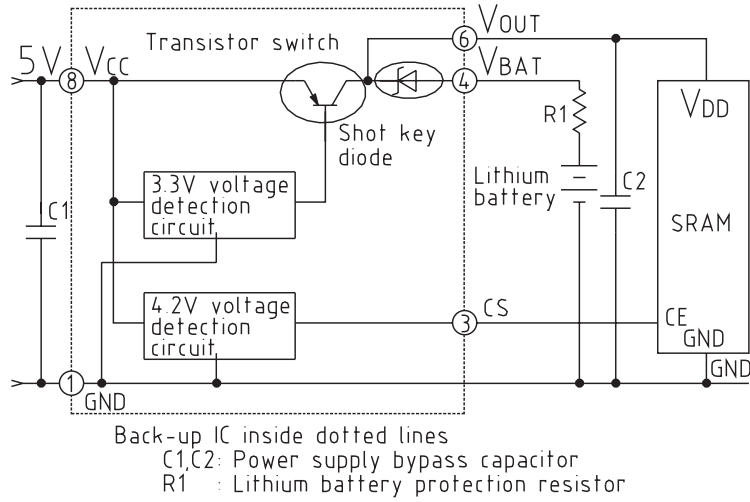 VOUT
6
Transistor switch
5V
8
VCC
4
VBAT
VDD
R1
Shot key
diode
3.3V voltage
detection
circuit
Lithium
battery
C2
C1
SRAM
4.2V voltage
detection
circuit
3
CS
CE
GND
1
GND
GND
Back-up IC inside dotted lines
C1,C2: Power supply bypass capacitor
R1 : Lithium battery protection resistor